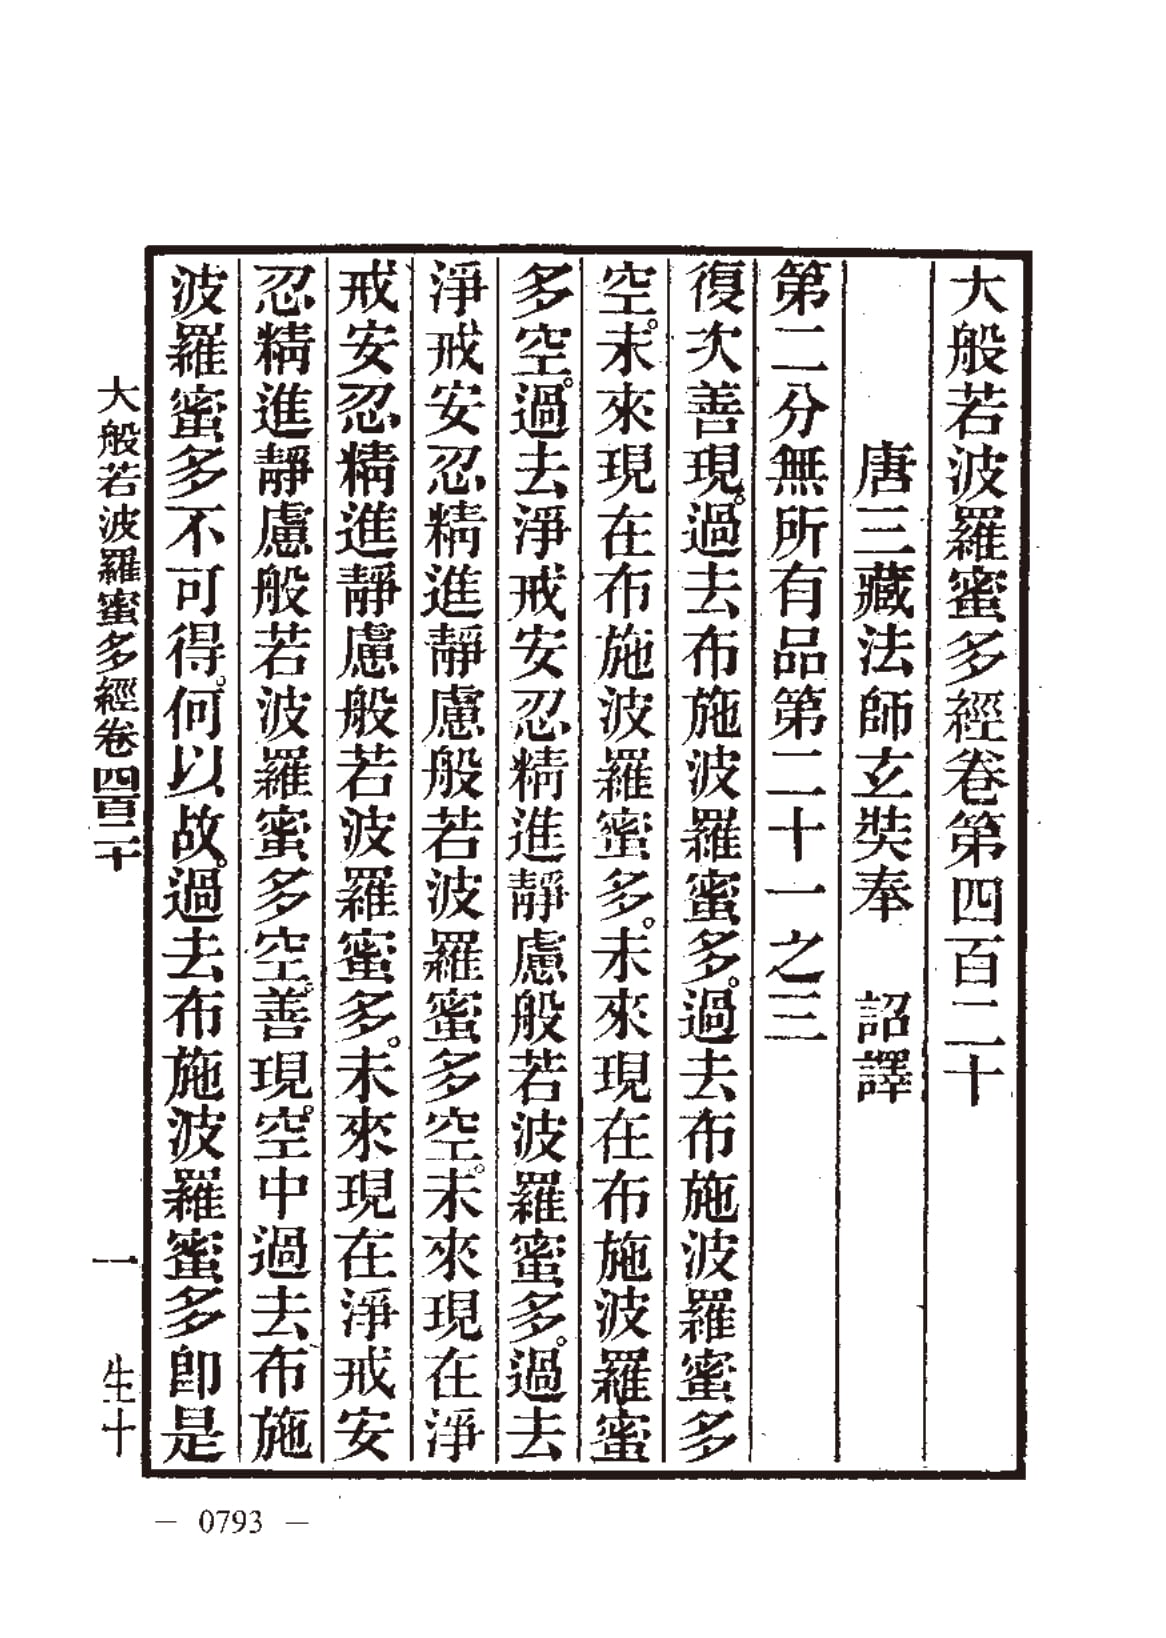 大般若波羅蜜多經卷第四百二十
唐三藏法師玄奘奉　詔譯
第二分無所有品第二十一之三
復次善現。過去布施波羅蜜多。過去布施波羅蜜多
空。未來現在布施波羅蜜多。未來現在布施波羅蜜
多空。過去淨戒安忍精進靜慮般若波羅蜜多。過去
淨戒安忍精進靜慮般若波羅蜜多空。未來現在淨
戒安忍精進靜慮般若波羅蜜多。未來現在淨戒安
忍精進靜慮般若波羅蜜多空。善現。空中過去布施
波羅蜜多不可得。何以故。過去布施波羅蜜多卽是
大般若波羅蜜多經卷四百二十　一　生十
— 0793 —